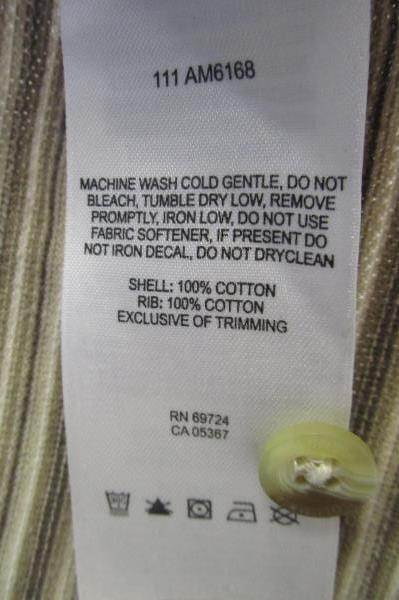 111 AM6168
MACHINE WASH COLD GENTLE, DO NOT
BLEACH, TUMBLE DRY LOW, REMOVE
PROMPTLY, IRON LOW, DO NOT USE
FABRIC SOFTENER, IF PRESENT DO
NOT IRON DECAL, DO NOT DRYCLEAN
SHELL: 100% COTTON
RIB: 100% COTTON
EXCLUSIVE OF TRIMMING
RN 69724
CA 05367